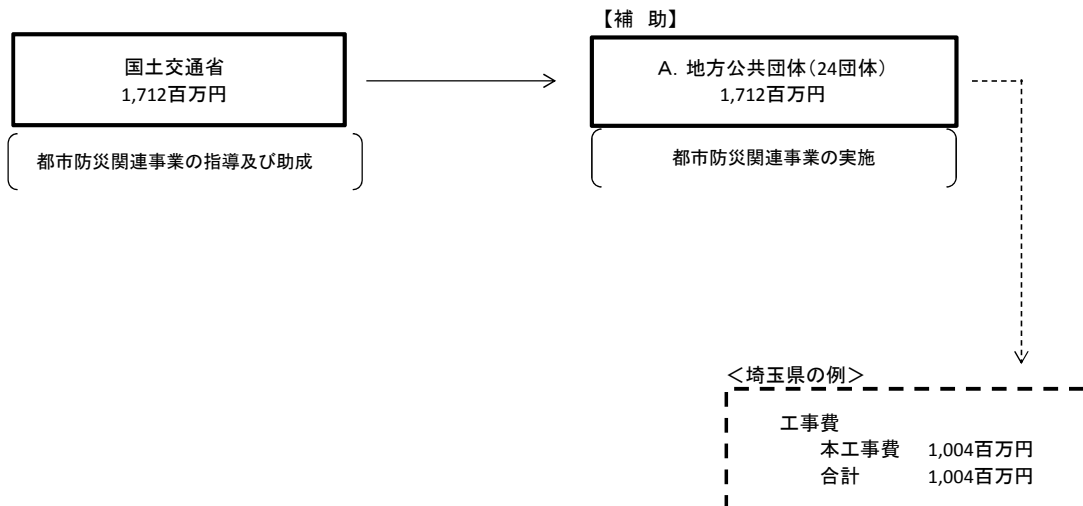 【補 助】
国土交通省
1,712百万円
都市防災関連事業の指導及び助成
A. 地方公共団体(24団体)
1,712百万円
都市防災関連事業の実施
<埼玉県の例>
工事費
本工事費 1,004百万円
合計 1,004百万円